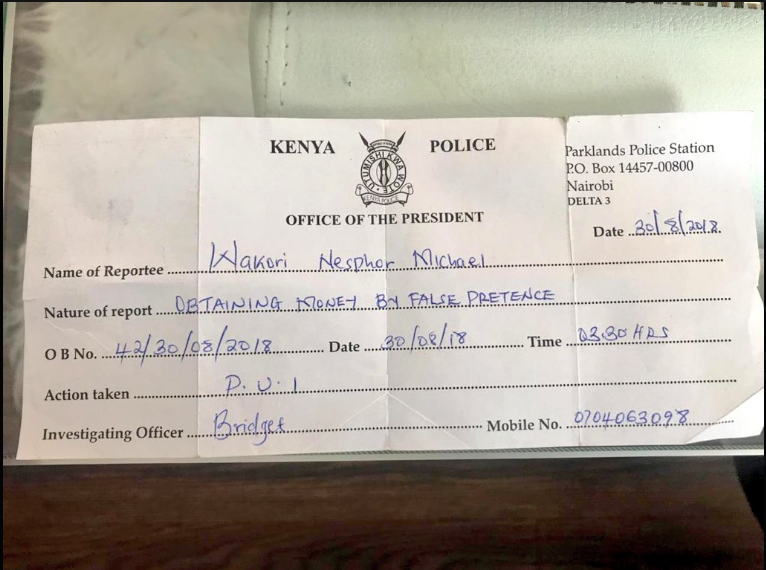 KENYA POLICE
UTUMISHI KWA WOTE
KENYA POLICE
OFFICE OF THE PRESIDENT
Parklands Police Station
P.O. Box 14457-00800
Nairobi
DELTA 3
Date 30/8/2018
Name of Reportee Wakori Nesphor Michael
Nature of report OBTAINING MONEY BY FALSE PRETENCE
O B No. 42/30/08/2018 Date 30/08/18 Time 0330 HRS
Action taken P.U.I
Investigating Officer Bridget Mobile No. 0704063098